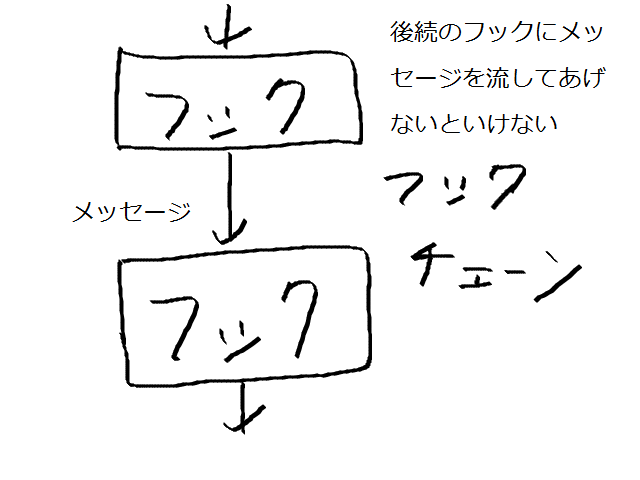 フック
後続のフックにメッ
セージを流してあげ
ないといけない
フック
チェーン
メッセージ
フック